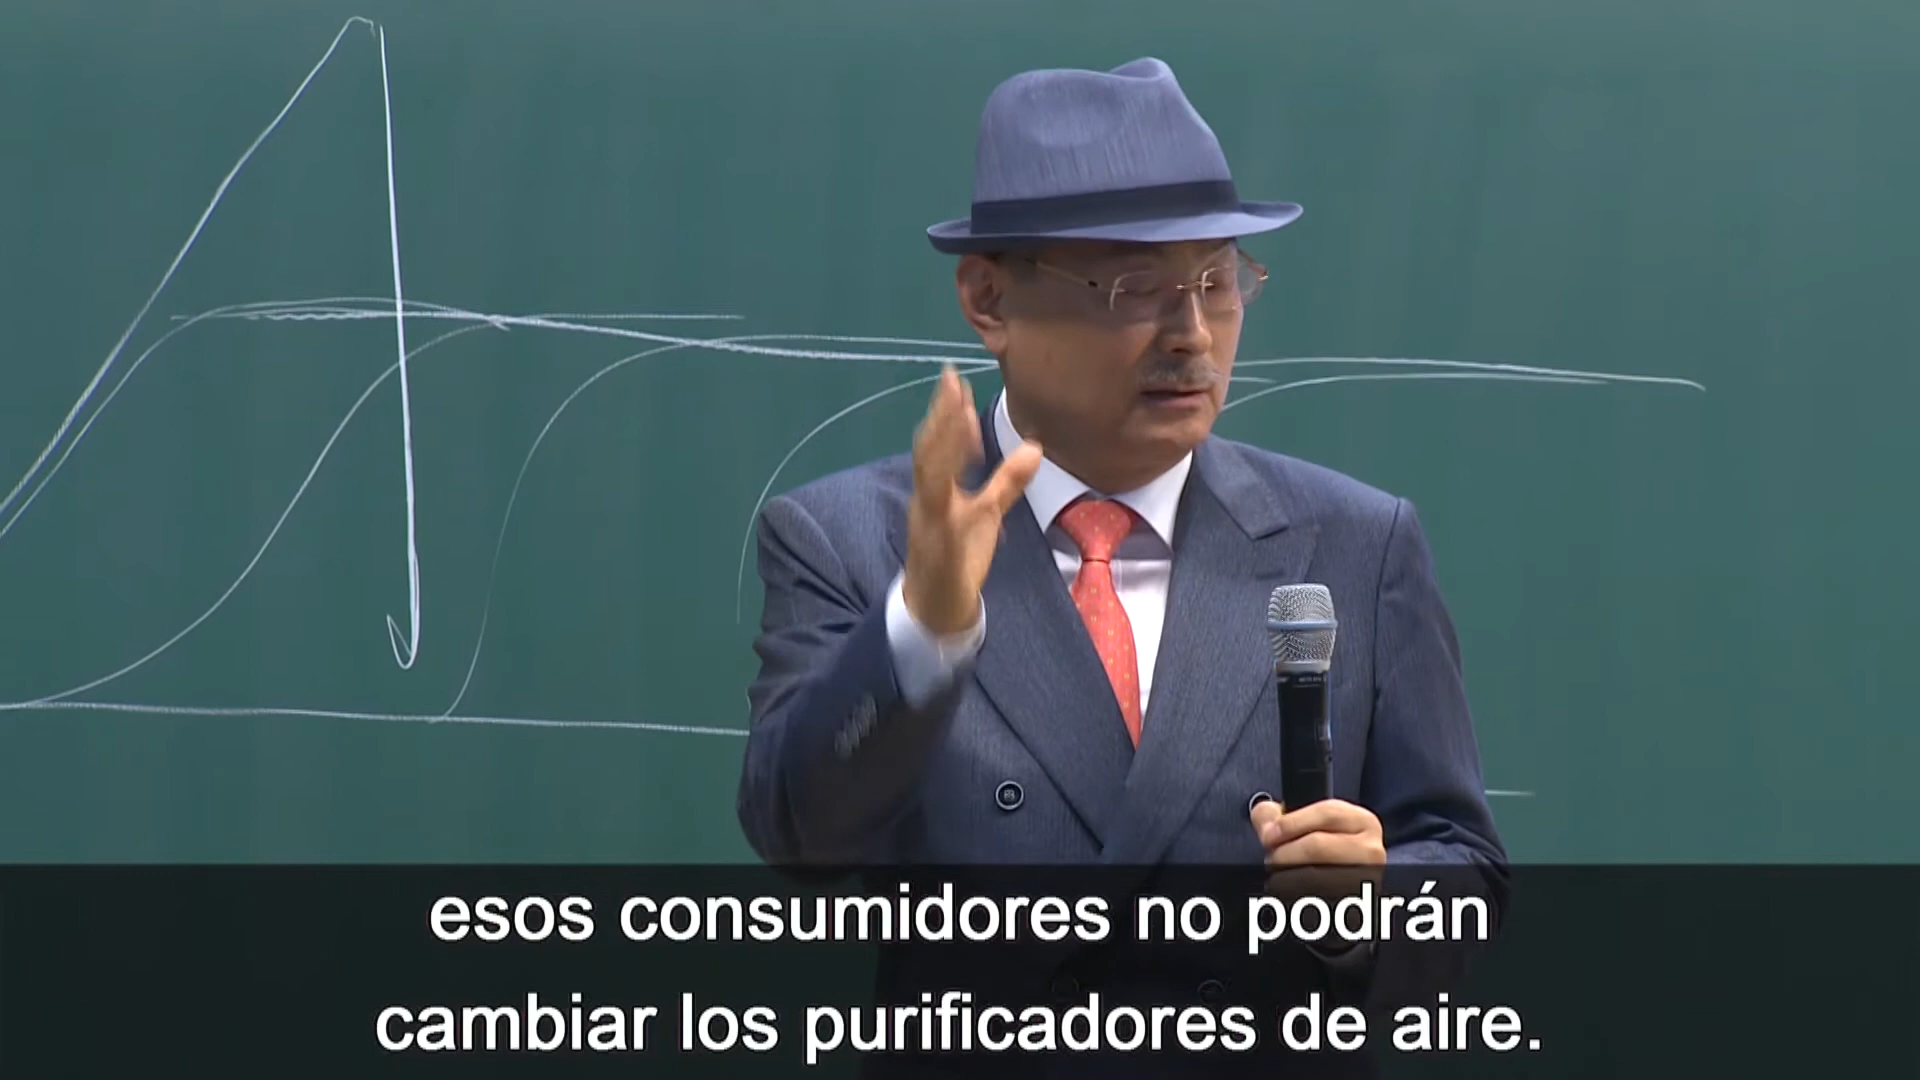 esos consumidores no podrán
cambiar los purificadores de aire.